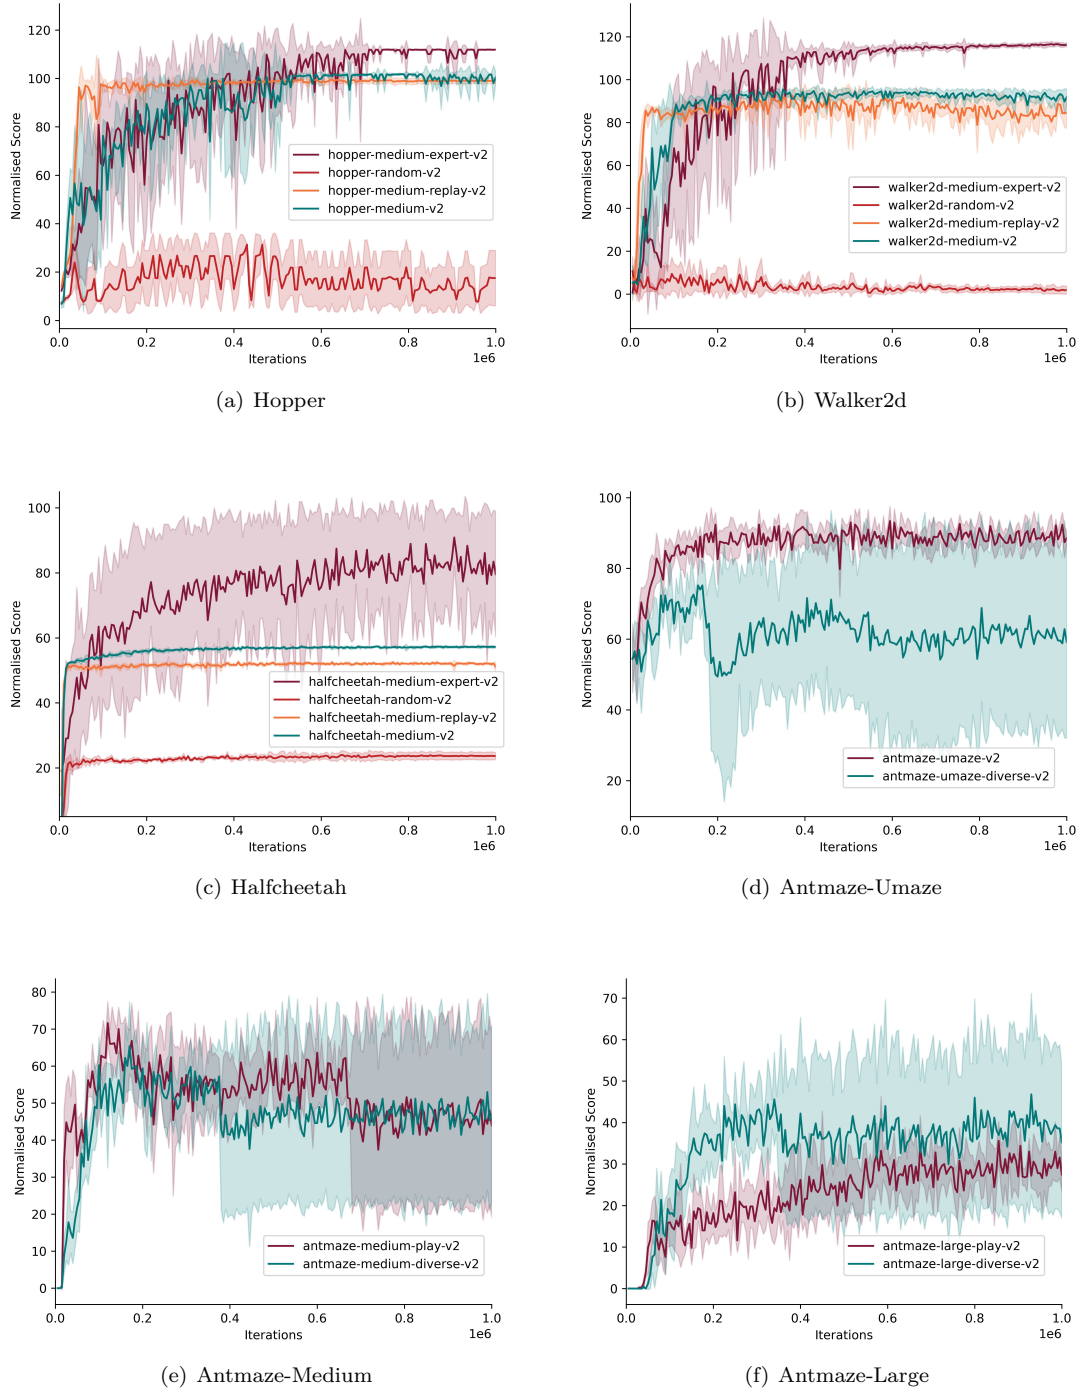 120
100
80
60
40
20
0
Normalised Score
hopper-medium-expert-v2
hopper-random-v2
hopper-medium-replay-v2
hopper-medium-v2
0.0 0.2 0.4 0.6 0.8 1.0
Iterations
1e6
(a) Hopper
120
100
80
60
40
20
0
Normalised Score
walker2d-medium-expert-v2
walker2d-random-v2
walker2d-medium-replay-v2
walker2d-medium-v2
0.0 0.2 0.4 0.6 0.8 1.0
Iterations
1e6
(b) Walker2d
100
80
60
40
20
Normalised Score
halfcheetah-medium-expert-v2
halfcheetah-random-v2
halfcheetah-medium-replay-v2
halfcheetah-medium-v2
0.0 0.2 0.4 0.6 0.8 1.0
Iterations
1e6
(c) Halfcheetah
100
80
60
40
20
Normalised Score
antmaze-umaze-v2
antmaze-umaze-diverse-v2
0.0 0.2 0.4 0.6 0.8 1.0
Iterations
1e6
(d) Antmaze-Umaze
80
70
60
50
40
30
20
10
0
Normalised Score
antmaze-medium-play-v2
antmaze-medium-diverse-v2
0.0 0.2 0.4 0.6 0.8 1.0
Iterations
1e6
(e) Antmaze-Medium
70
60
50
40
30
20
10
0
Normalised Score
antmaze-large-play-v2
antmaze-large-diverse-v2
0.0 0.2 0.4 0.6 0.8 1.0
Iterations
1e6
(f) Antmaze-Large